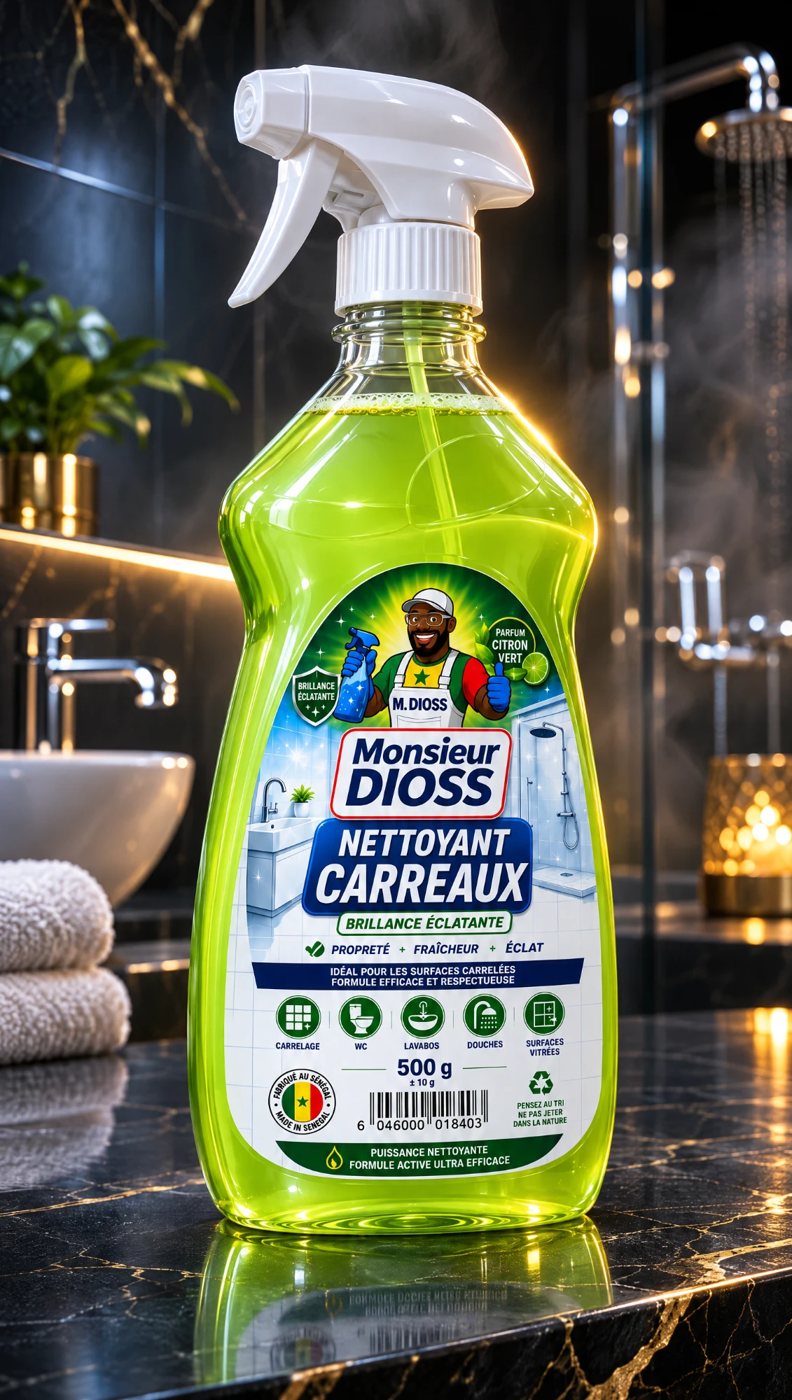 PARFUM
CITRON
VERT
BRILLANCE
ÉCLATANTE
M. DIOSS
Monsieur
DIOSS
NETTOYANT
CARREAUX
BRILLANCE ÉCLATANTE
PROPRETÉ + FRAÎCHEUR + ÉCLAT
IDÉAL POUR LES SURFACES CARRELÉES
FORMULE EFFICACE ET RESPECTUEUSE
CARRELAGE
WC
LAVABOS
DOUCHES
SURFACES
VITRÉES
500 g
± 10 g
FABRIQUÉ AU SÉNÉGAL
MADE IN SENEGAL
6 046000 018403
PENSEZ AU TRI
NE PAS JETER
DANS LA NATURE
PUISSANCE NETTOYANTE
FORMULE ACTIVE ULTRA EFFICACE